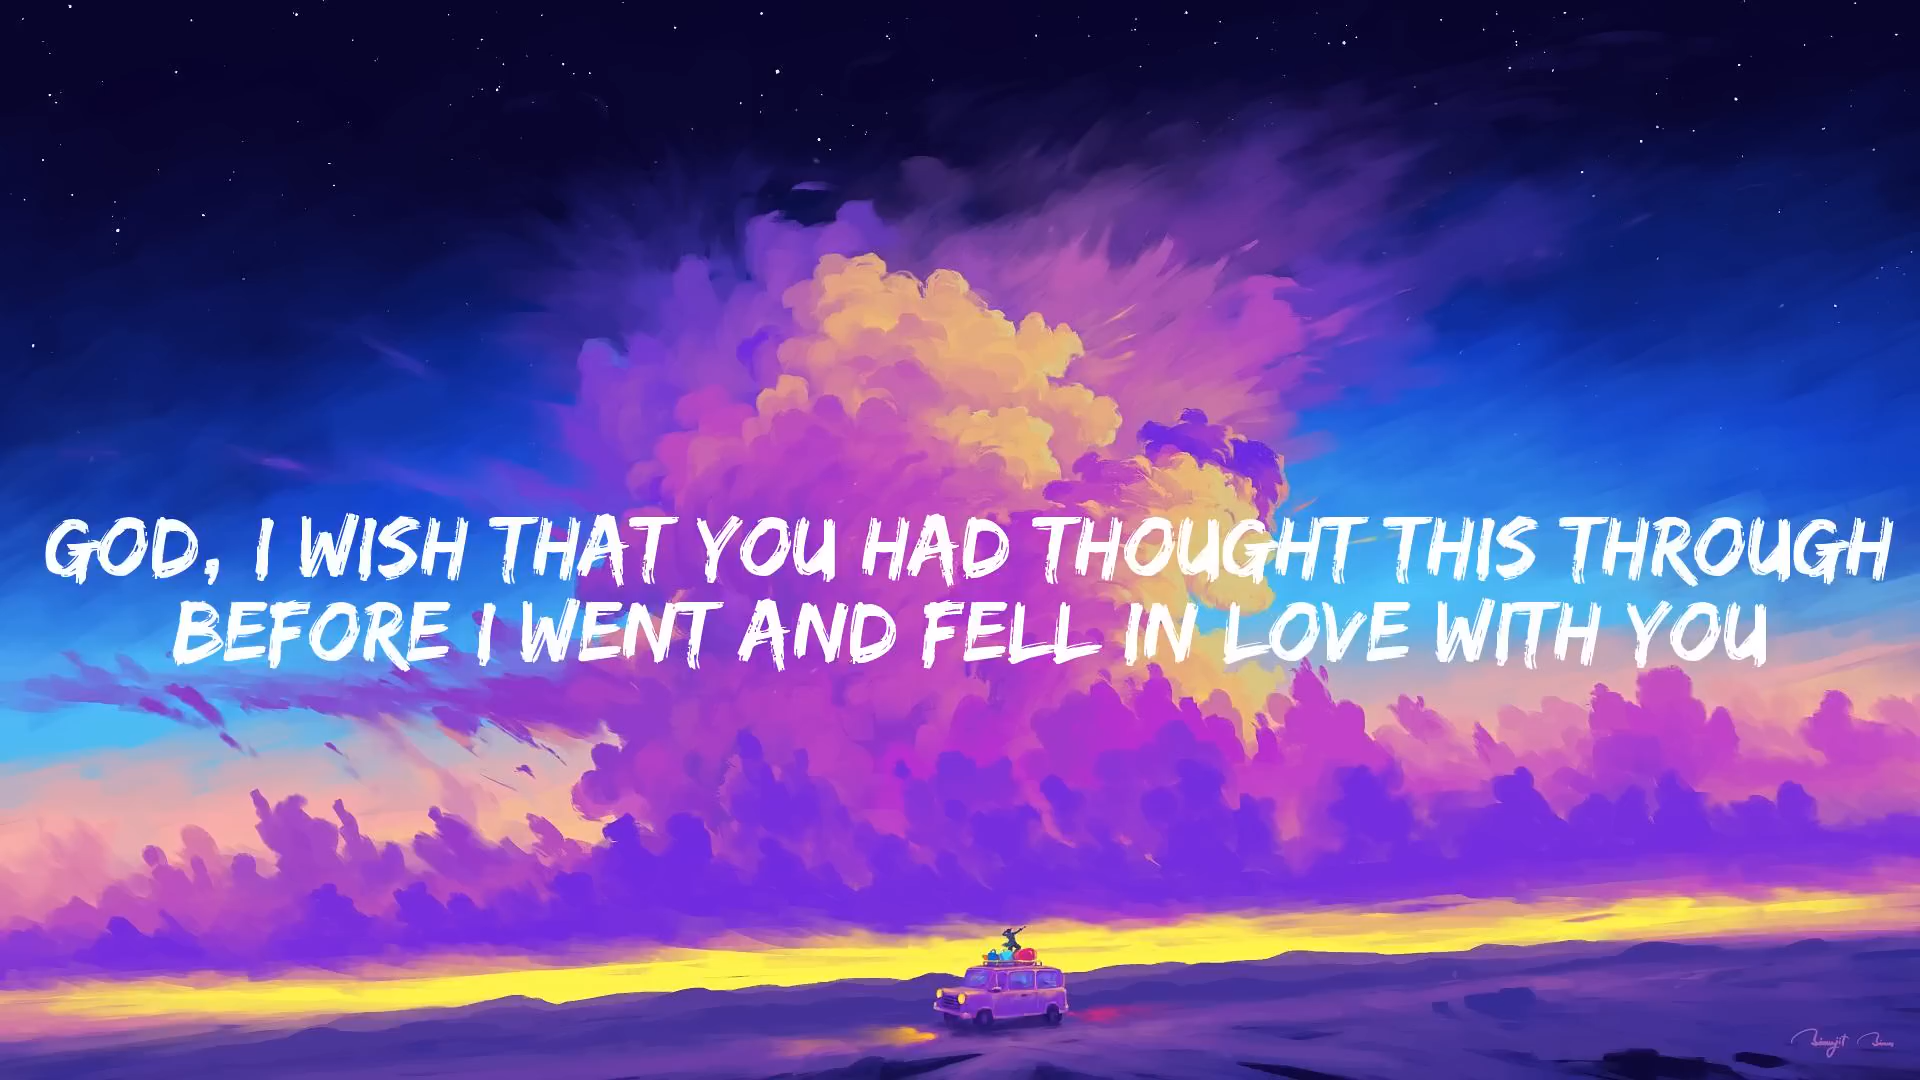 GOD, I WISH THAT YOU HAD THOUGHT THIS THROUGH
BEFORE I WENT AND FELL IN LOVE WITH YOU